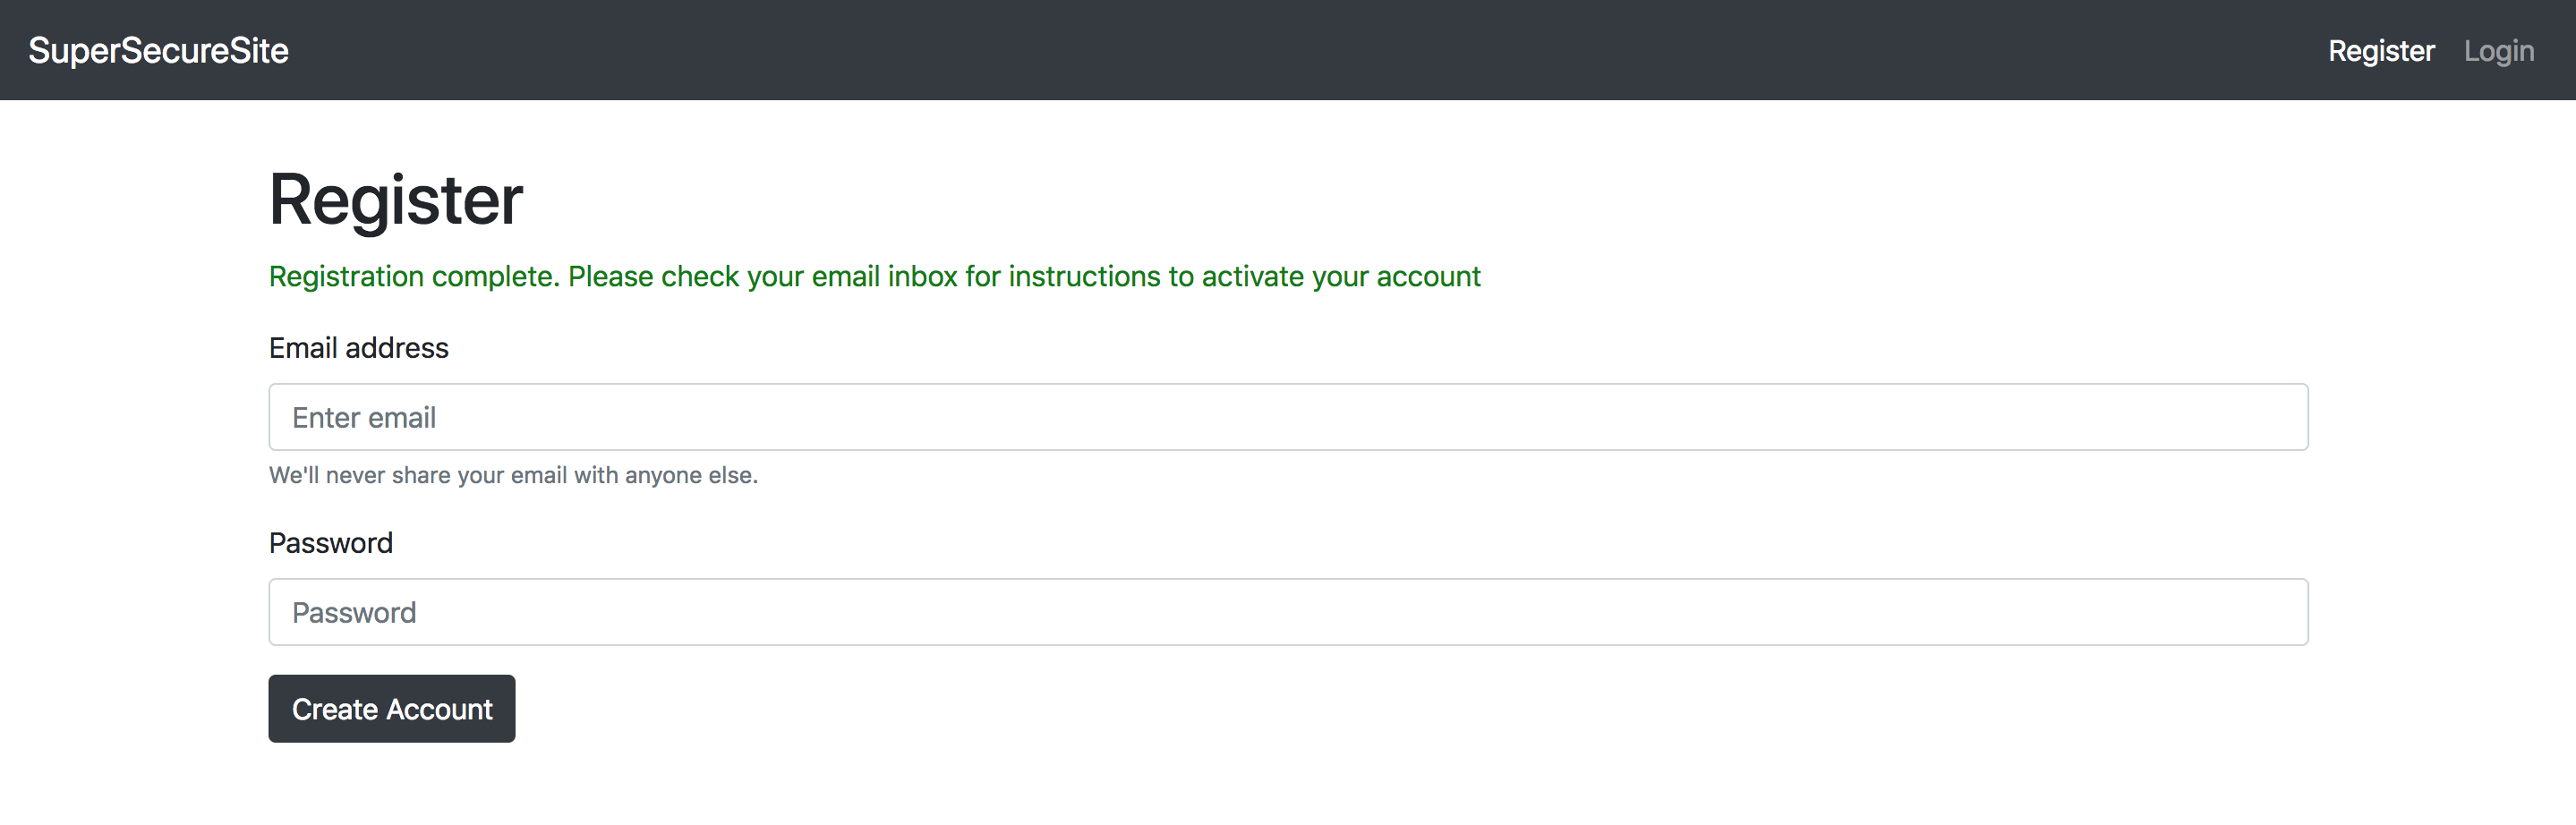 SuperSecureSite
Register Login
Register
Registration complete. Please check your email inbox for instructions to activate your account
Email address
Enter email
We'll never share your email with anyone else.
Password
Password
Create Account